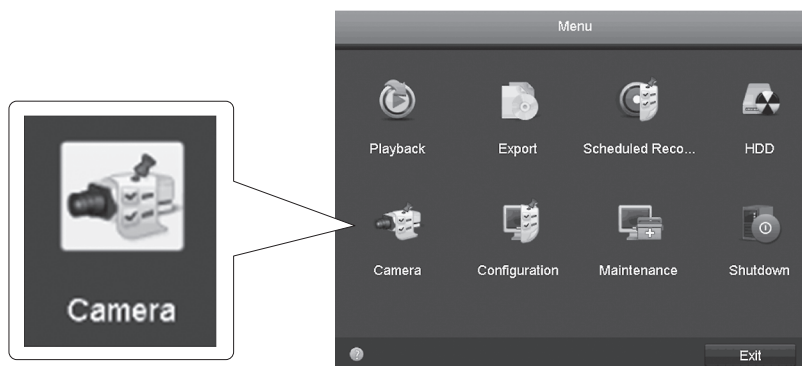 Menu
Playback Export Scheduled Reco... HDD
Camera Configuration Maintenance Shutdown
Camera
? Exit